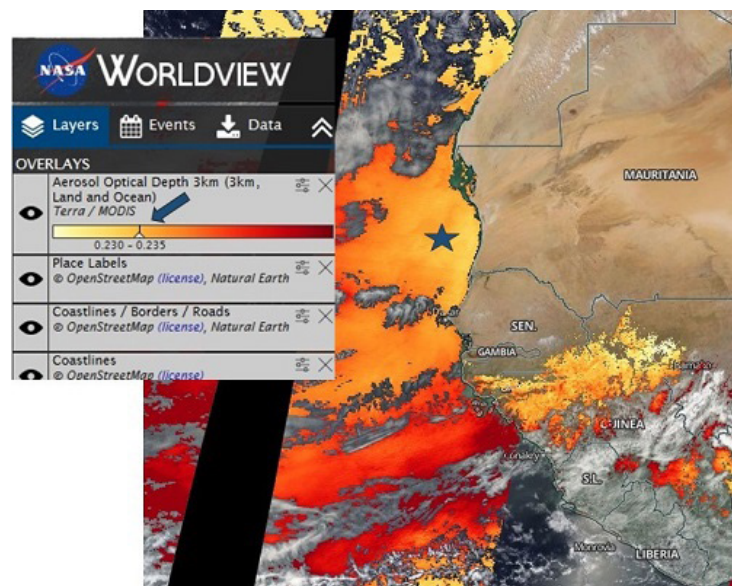 NASA WORLDVIEW
Layers Events Data
OVERLAYS
Aerosol Optical Depth 3km (3km,
Land and Ocean)
Terra / MODIS
0.230 - 0.235
Place Labels
© OpenStreetMap (license), Natural Earth
Coastlines / Borders / Roads
© OpenStreetMap (license), Natural Earth
Coastlines
© OpenStreetMap (license)
MAURITANIA
SEN.
GAMBIA
Conakry
S.L.
Monrovia
LIBERIA